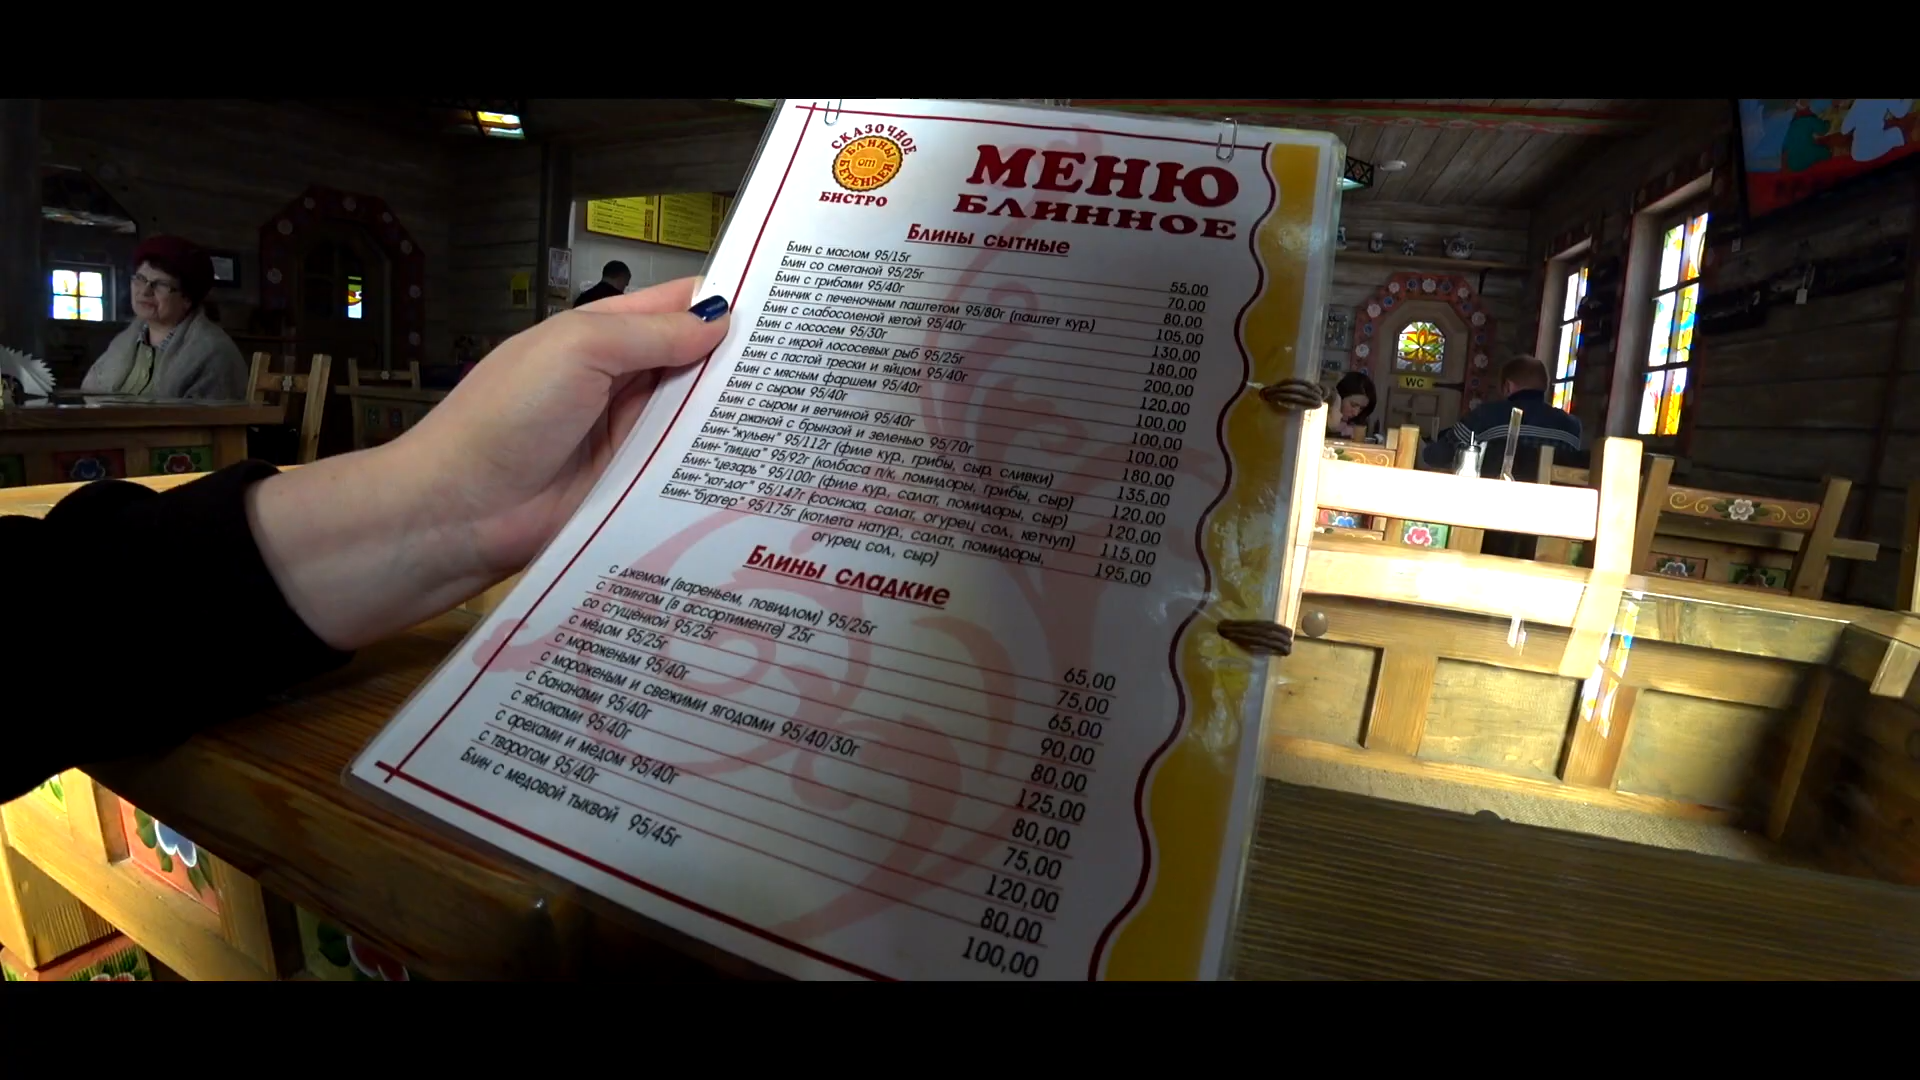 СКАЗОЧНОЕ
БЛИНЫ
от
БЕРЕНДЕЯ
БИСТРО
МЕНЮ
БЛИННОЕ
Блины сытные
Блин с маслом 95/15г 55.00
Блин со сметаной 95/25г 70,00
Блин с грибами 95/40г 80,00
Блинчик с печеночным паштетом 95/80г (паштет кур.) 105,00
Блин с слабосоленой кетой 95/40г 130,00
Блин с лососем 95/30г 180,00
Блин с икрой лососевых рыб 95/25г 200,00
Блин с пастой трески и яйцом 95/40г 120,00
Блин с мясным фаршем 95/40г 100,00
Блин с сыром 95/40г 100,00
Блин с сыром и ветчиной 95/40г 100,00
Блин ржаной с брынзой и зеленью 95/70г 180,00
Блин-"жульен" 95/112г (филе кур, грибы, сыр, сливки) 135,00
Блин-"пицца" 95/92г (колбаса п/к, помидоры, грибы, сыр) 120,00
Блин-"цезарь" 95/100г (филе кур, салат, помидоры, сыр) 120,00
Блин-"хот-дог" 95/147г (сосиска, салат, огурец сол, кетчуп) 115,00
Блин-"бургер" 95/175г (котлета натур, салат, помидоры, 195,00
огурец сол, сыр)
Блины сладкие
с джемом (вареньем, повидлом) 95/25г 65,00
с топингом (в ассортименте) 25г 75,00
со сгущёнкой 95/25г 65,00
с мёдом 95/25г 90,00
с мороженым 95/40г 80,00
с мороженым и свежими ягодами 95/40/30г 125,00
с бананами 95/40г 80,00
с яблоками 95/40г 75,00
с орехами и медом 95/40г 120,00
с творогом 95/40г 80,00
Блин с медовой тыквой 95/45г 100,00
WC